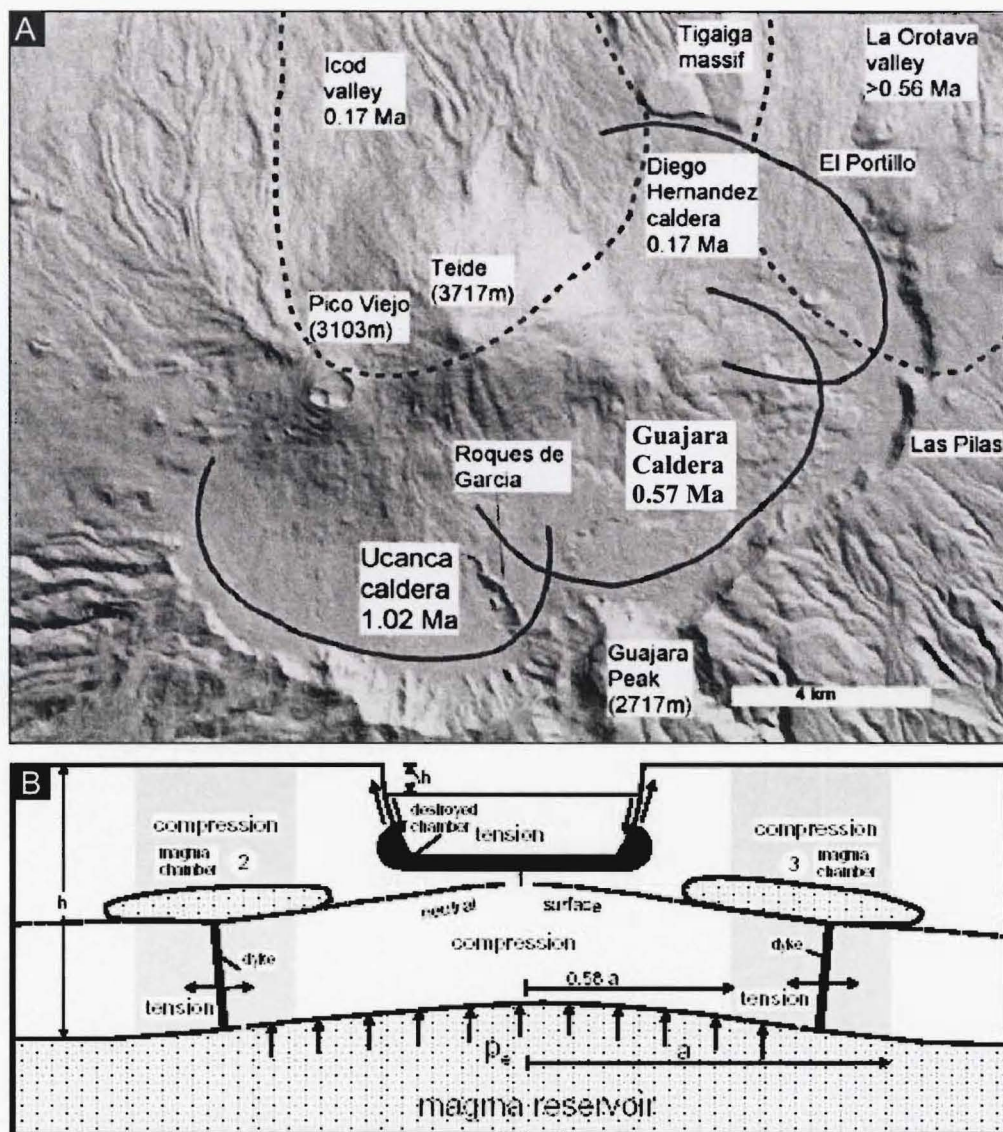 A
Icod
valley
0.17 Ma
Tigaiga
massif
La Orotava
valley
>0.56 Ma
El Portillo
Diego
Hernandez
caldera
0.17 Ma
Teide
(3717m)
Pico Viejo
(3103m)
Guajara
Caldera
0.57 Ma
Las Pilas
Roques de
Garcia
Ucanca
caldera
1.02 Ma
Guajara
Peak
(2717m)
4 km
B
h
destroyed
chamber
tension
compression
magma
chamber
2
compression
3
magma
chamber
h
neutral surface
compression
dyke
dyke
0.58 a
tension
tension
pe
a
magma reservoir